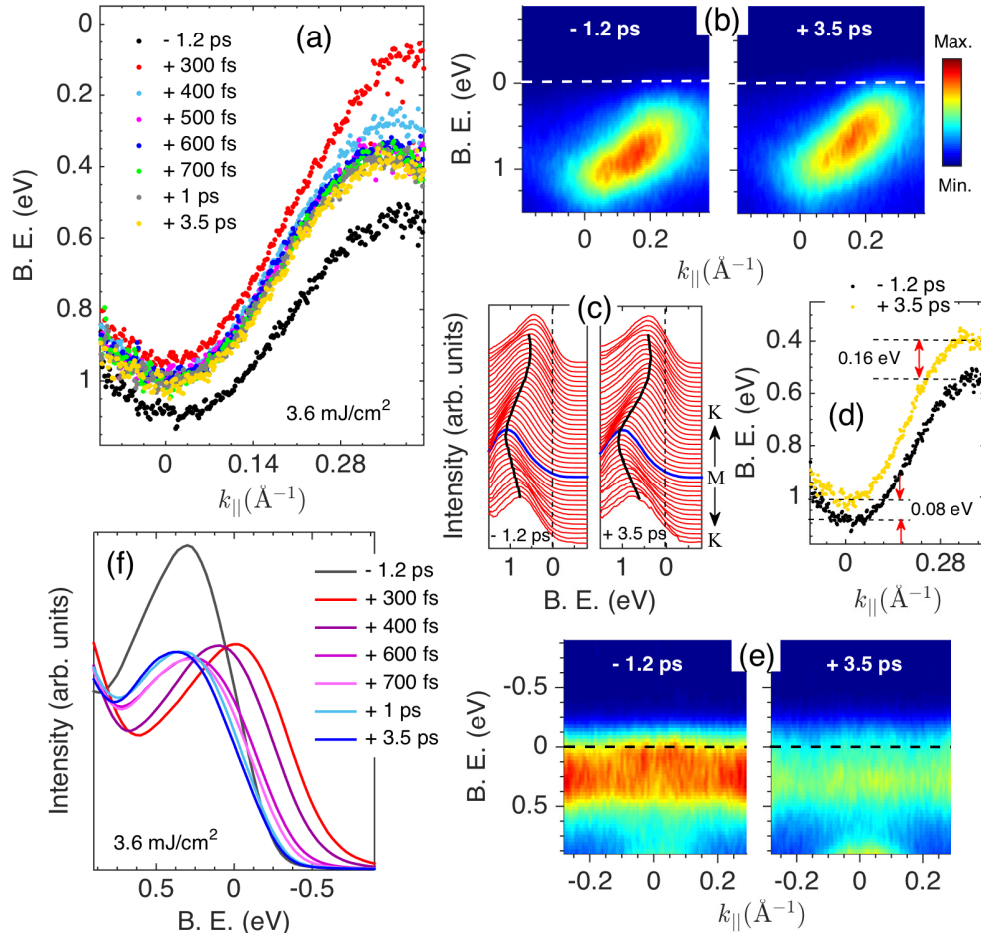 (a)
0
0.2
0.4
0.6
0.8
1
B. E. (eV)
- 1.2 ps
+ 300 fs
+ 400 fs
+ 500 fs
+ 600 fs
+ 700 fs
+ 1 ps
+ 3.5 ps
3.6 mJ/cm²
0 0.14 0.28
k||(Å⁻¹)
(b)
- 1.2 ps
+ 3.5 ps
B. E. (eV)
0
1
0 0.2
0 0.2
k||(Å⁻¹)
k||(Å⁻¹)
Max.
Min.
(c)
Intensity (arb. units)
- 1.2 ps
+ 3.5 ps
K
M
K
1 0
1 0
B. E. (eV)
- 1.2 ps
+ 3.5 ps
(d)
B. E. (eV)
0.4
0.6
0.8
1
0.16 eV
0.08 eV
0 0.28
k||(Å⁻¹)
(f)
Intensity (arb. units)
- 1.2 ps
+ 300 fs
+ 400 fs
+ 600 fs
+ 700 fs
+ 1 ps
+ 3.5 ps
3.6 mJ/cm²
0.5 0 -0.5
B. E. (eV)
(e)
- 1.2 ps
+ 3.5 ps
B. E. (eV)
-0.5
0
0.5
-0.2 0 0.2
-0.2 0 0.2
k||(Å⁻¹)